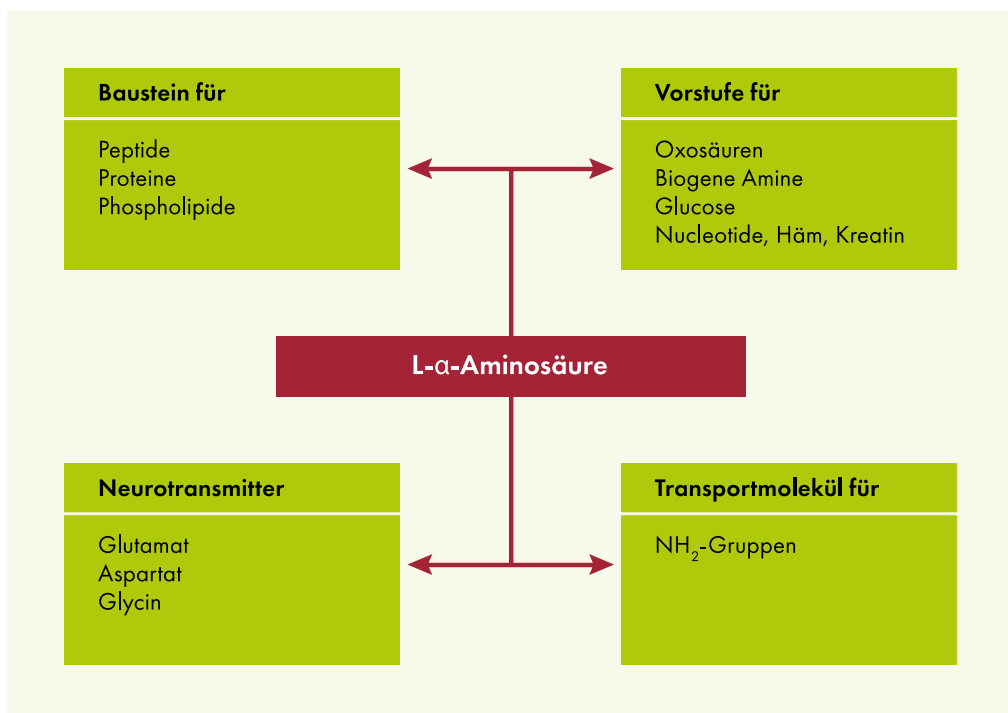 Baustein für
Peptide
Proteine
Phospholipide
Vorstufe für
Oxosäuren
Biogene Amine
Glucose
Nucleotide, Häm, Kreatin
L-α-Aminosäure
Neurotransmitter
Glutamat
Aspartat
Glycin
Transportmolekül für
NH₂-Gruppen